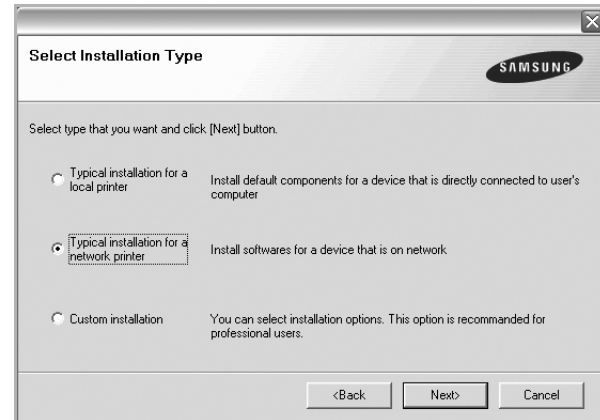 Select Installation Type
SAMSUNG
Select type that you want and click [Next] button.
Typical installation for a
local printer
Install default components for a device that is directly connected to user's
computer
Typical installation for a
network printer
Install softwares for a device that is on network
Custom installation
You can select installation options. This option is recommanded for
professional users.
<Back
Next>
Cancel